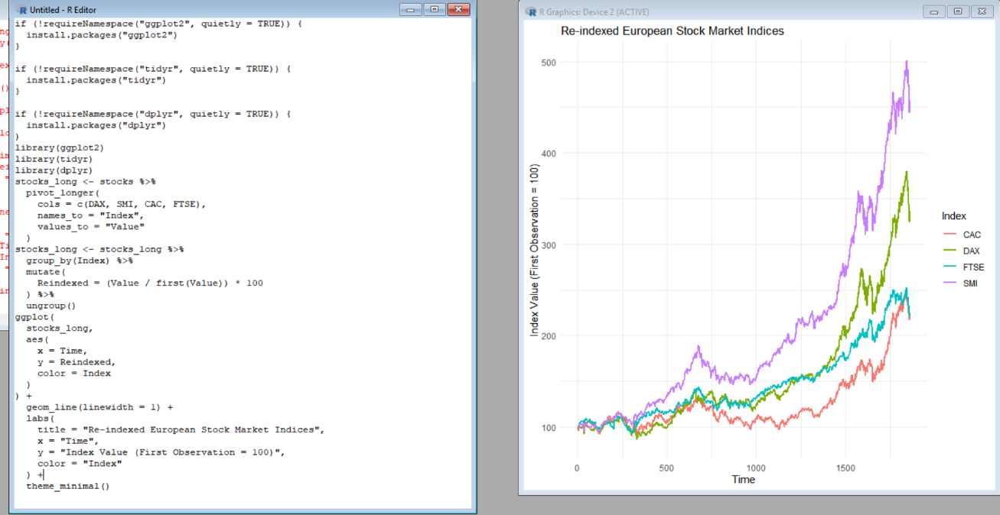 Untitled - R Editor
if (!requireNamespace("ggplot2", quietly = TRUE)) {
  install.packages("ggplot2")
}

if (!requireNamespace("tidyr", quietly = TRUE)) {
  install.packages("tidyr")
}

if (!requireNamespace("dplyr", quietly = TRUE)) {
  install.packages("dplyr")
}
library(ggplot2)
library(tidyr)
library(dplyr)
stocks_long <- stocks %>%
  pivot_longer(
    cols = c(DAX, SMI, CAC, FTSE),
    names_to = "Index",
    values_to = "Value"
  )
stocks_long <- stocks_long %>%
  group_by(Index) %>%
  mutate(
    Reindexed = (Value / first(Value)) * 100
  ) %>%
  ungroup()
ggplot(
  stocks_long,
  aes(
    x = Time,
    y = Reindexed,
    color = Index
  )
) +
  geom_line(linewidth = 1) +
  labs(
    title = "Re-indexed European Stock Market Indices",
    x = "Time",
    y = "Index Value (First Observation = 100)",
    color = "Index"
  ) +
  theme_minimal()
R Graphics: Device 2 (ACTIVE)
Re-indexed European Stock Market Indices
Index Value (First Observation = 100)
500
400
300
200
100
0
500
1000
1500
Time
Index
CAC
DAX
FTSE
SMI